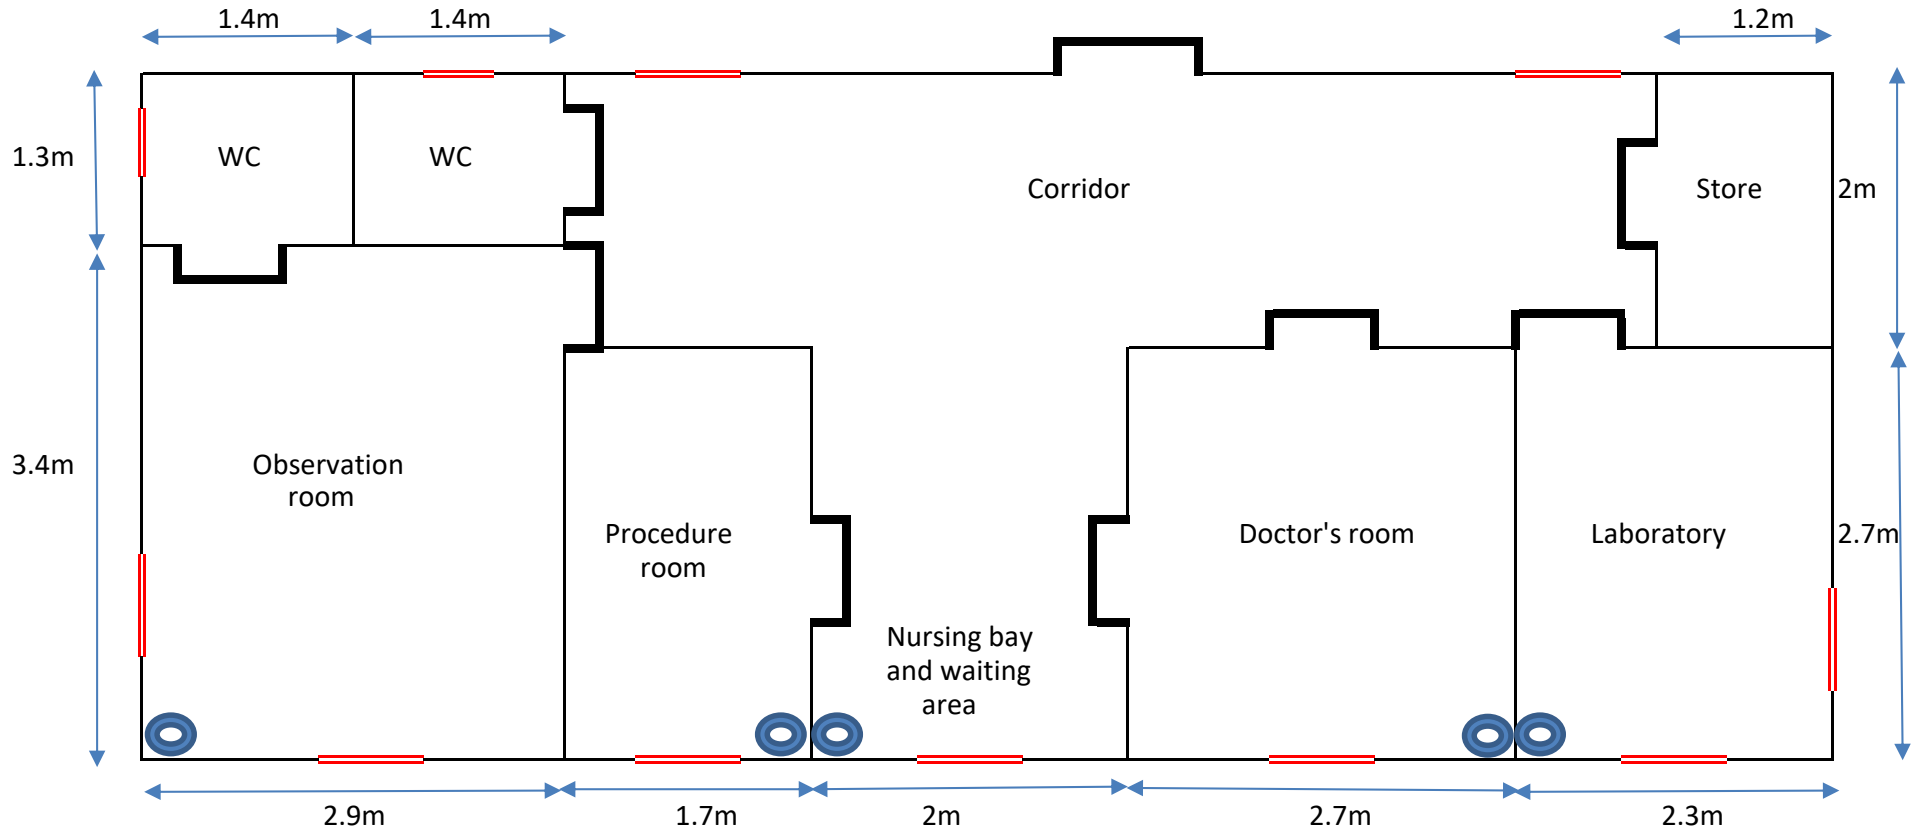 1.4m
1.4m
1.2m
1.3m
WC
WC
Corridor
Store
2m
3.4m
Observation
room
Procedure
room
Nursing bay
and waiting
area
Doctor's room
Laboratory
2.7m
2.9m
1.7m
2m
2.7m
2.3m